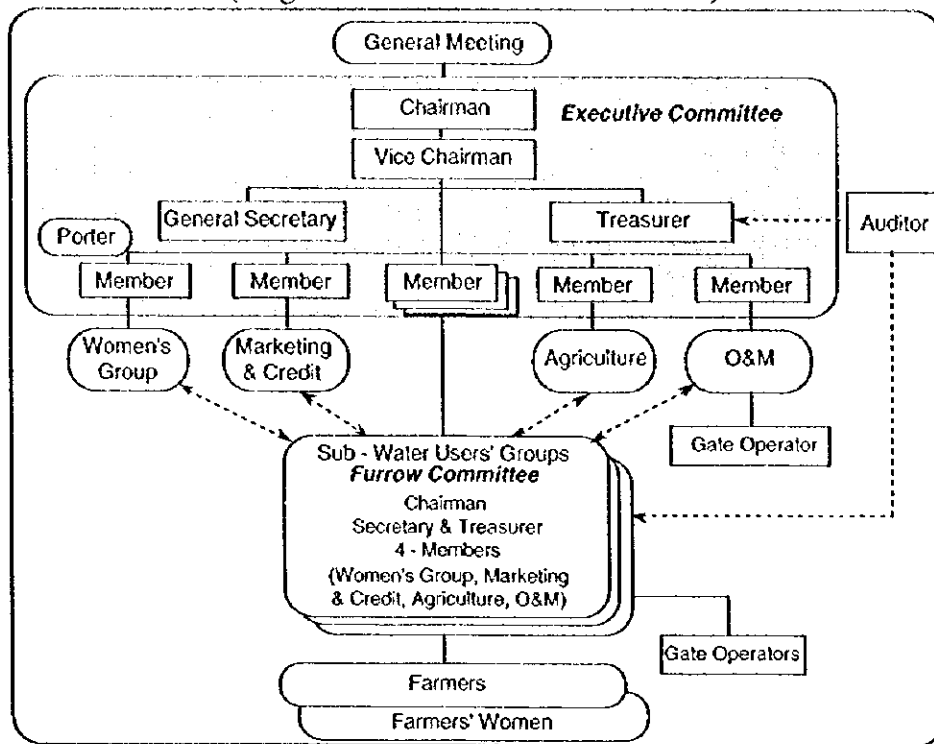 General Meeting
Chairman
Executive Committee
Vice Chairman
General Secretary
Treasurer
Auditor
Porter
Member
Member
Member
Member
Member
Women's
Group
Marketing
& Credit
Agriculture
O&M
Gate Operator
Sub - Water Users' Groups
Furrow Committee
Chairman
Secretary & Treasurer
4 - Members
(Women's Group, Marketing
& Credit, Agriculture, O&M)
Gate Operators
Farmers
Farmers' Women